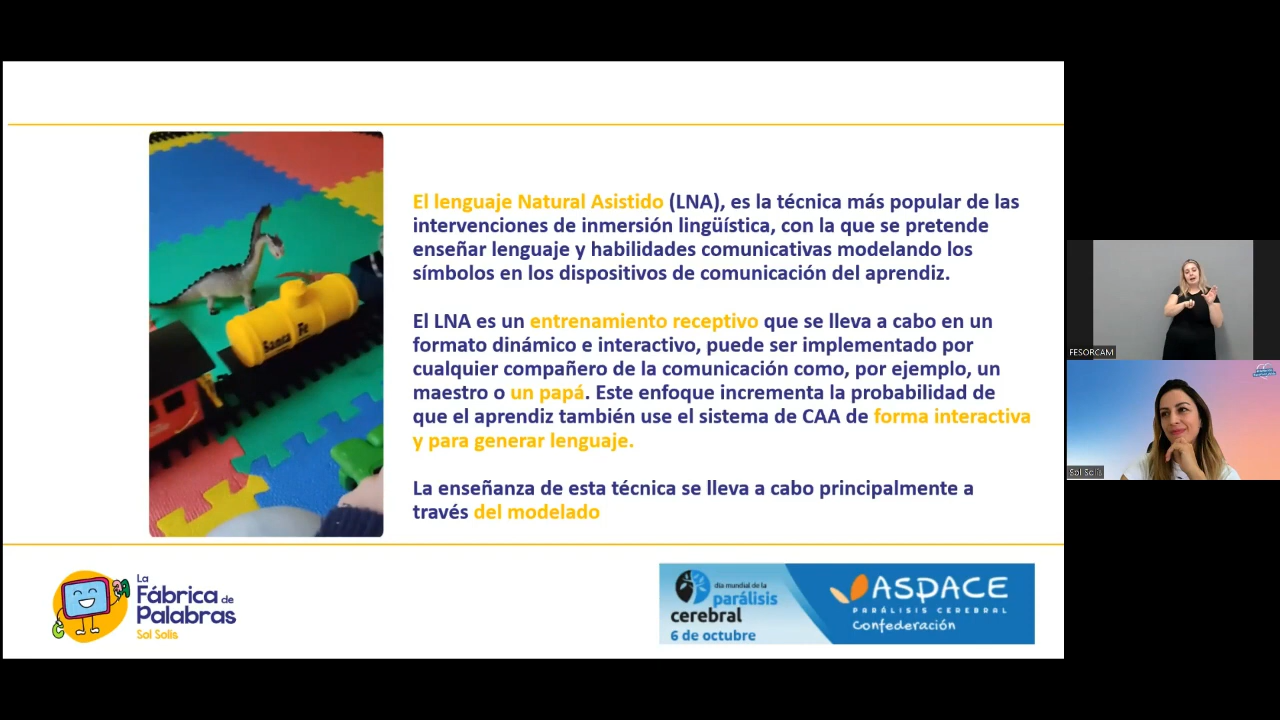 El lenguaje Natural Asistido (LNA), es la técnica más popular de las
intervenciones de inmersión lingüística, con la que se pretende
enseñar lenguaje y habilidades comunicativas modelando los
símbolos en los dispositivos de comunicación del aprendiz.
El LNA es un entrenamiento receptivo que se lleva a cabo en un
formato dinámico e interactivo, puede ser implementado por
cualquier compañero de la comunicación como, por ejemplo, un
maestro o un papá. Este enfoque incrementa la probabilidad de
que el aprendiz también use el sistema de CAA de forma interactiva
y para generar lenguaje.
La enseñanza de esta técnica se lleva a cabo principalmente a
través del modelado
Santa Fe
La
Fábrica de
Palabras
Sol Solís
día mundial de la
parálisis
cerebral
6 de octubre
ASPACE
PARÁLISIS CEREBRAL
Confederación
FESORCAM
Sol Solís